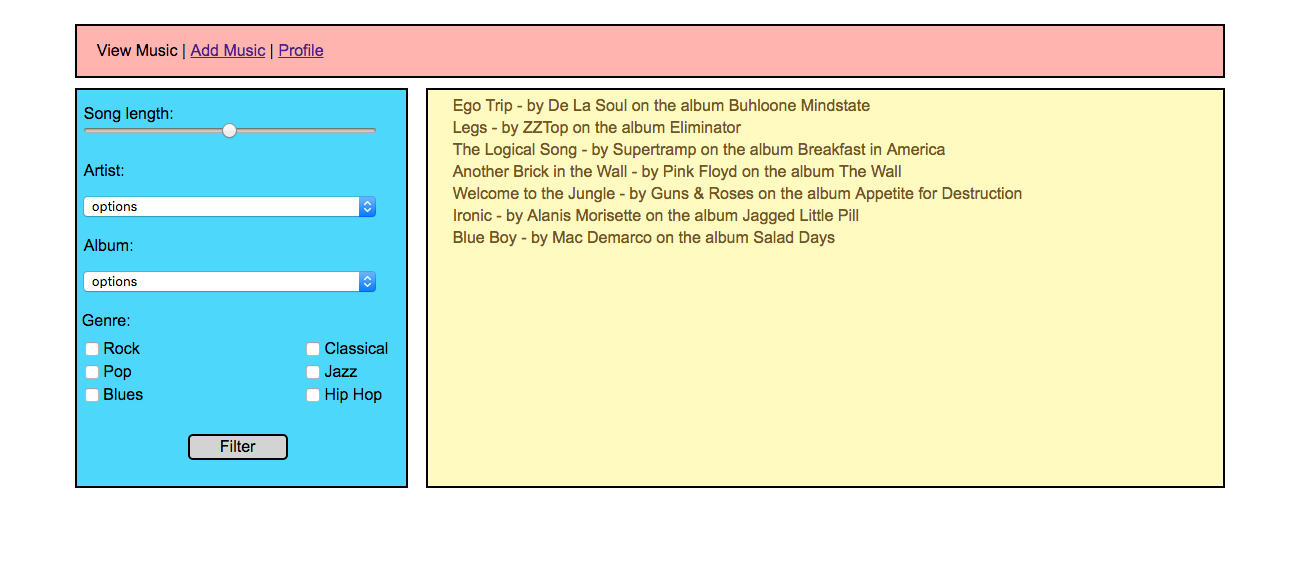 View Music | Add Music | Profile
Song length:
Artist:
options
Album:
options
Genre:
Rock
Classical
Pop
Jazz
Blues
Hip Hop
Filter
Ego Trip - by De La Soul on the album Buhloone Mindstate
Legs - by ZZTop on the album Eliminator
The Logical Song - by Supertramp on the album Breakfast in America
Another Brick in the Wall - by Pink Floyd on the album The Wall
Welcome to the Jungle - by Guns & Roses on the album Appetite for Destruction
Ironic - by Alanis Morisette on the album Jagged Little Pill
Blue Boy - by Mac Demarco on the album Salad Days